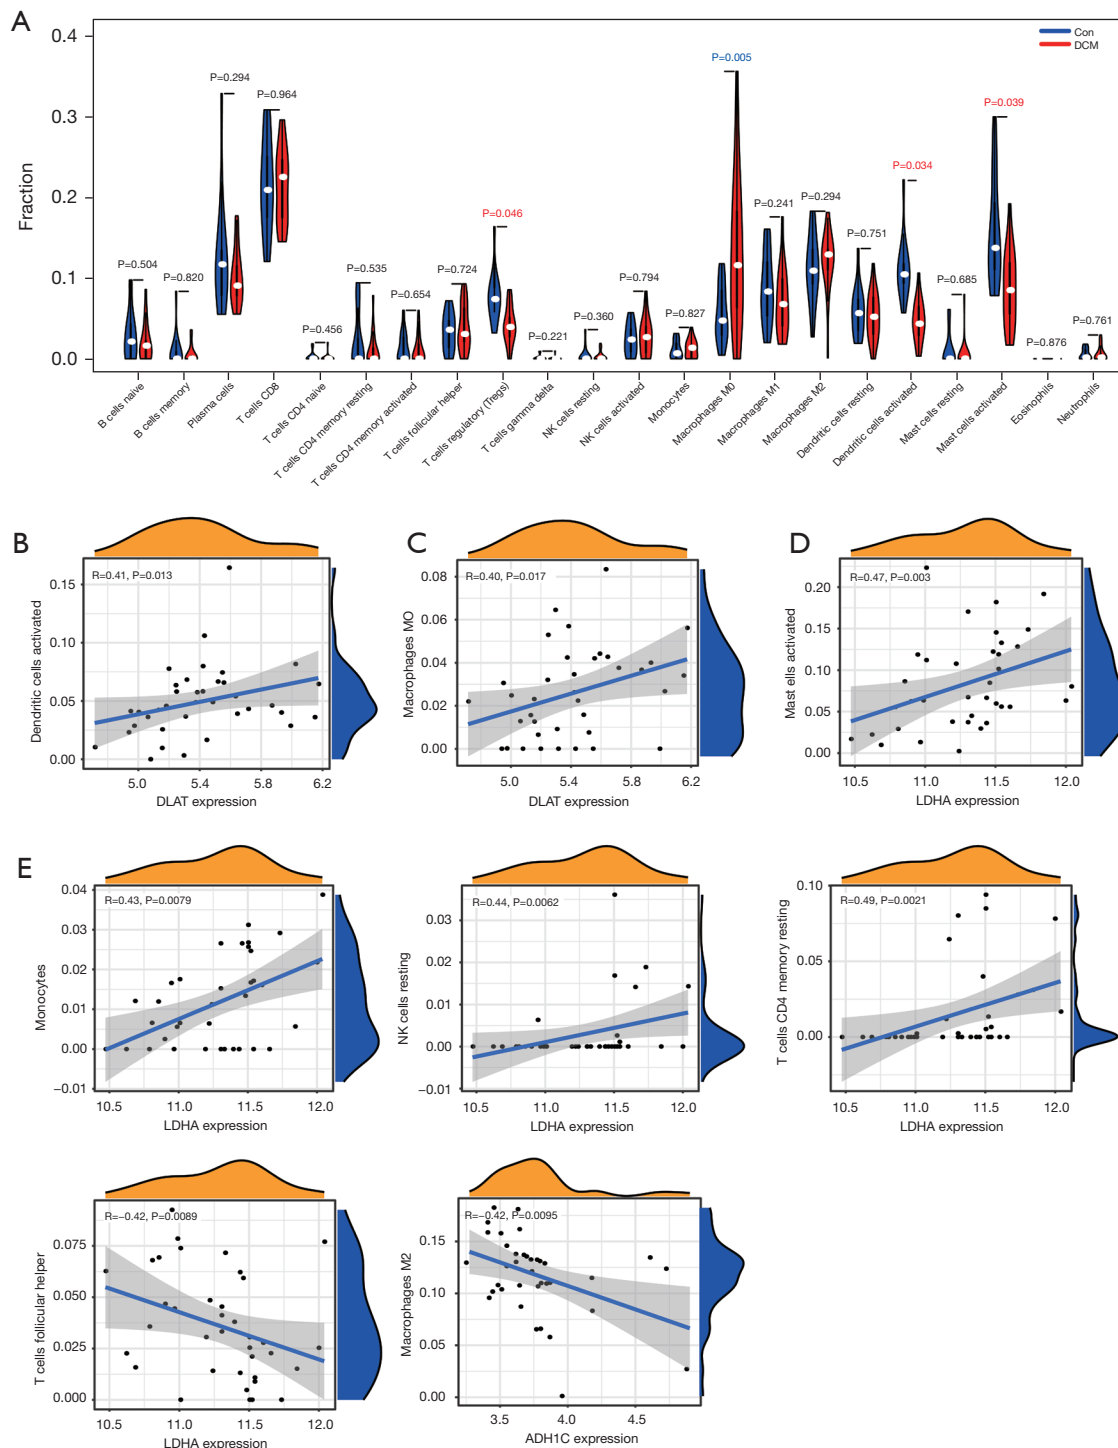 A
Con
DCM
Fraction
0.4
0.3
0.2
0.1
0.0
P=0.504
P=0.820
P=0.294
P=0.964
P=0.456
P=0.535
P=0.654
P=0.724
P=0.046
P=0.221
P=0.360
P=0.794
P=0.827
P=0.005
P=0.241
P=0.294
P=0.751
P=0.034
P=0.685
P=0.039
P=0.876
P=0.761
B cells naive
B cells memory
Plasma cells
T cells CD8
T cells CD4 naive
T cells CD4 memory resting
T cells CD4 memory activated
T cells follicular helper
T cells regulatory (Tregs)
T cells gamma delta
NK cells resting
NK cells activated
Monocytes
Macrophages M0
Macrophages M1
Macrophages M2
Dendritic cells resting
Dendritic cells activated
Mast cells resting
Mast cells activated
Eosinophils
Neutrophils
B
R=0.41, P=0.013
Dendritic cells activated
0.15
0.10
0.05
0.00
5.0 5.4 5.8 6.2
DLAT expression
C
R=0.40, P=0.017
Macrophages MO
0.08
0.06
0.04
0.02
0.00
5.0 5.4 5.8 6.2
DLAT expression
D
R=0.47, P=0.003
Mast ells activated
0.20
0.15
0.10
0.05
0.00
10.5 11.0 11.5 12.0
LDHA expression
E
R=0.43, P=0.0079
Monocytes
0.04
0.03
0.02
0.01
0.00
−0.01
10.5 11.0 11.5 12.0
LDHA expression
R=0.44, P=0.0062
NK cells resting
0.03
0.02
0.01
0.00
−0.01
10.5 11.0 11.5 12.0
LDHA expression
R=0.49, P=0.0021
T cells CD4 memory resting
0.10
0.05
0.00
10.5 11.0 11.5 12.0
LDHA expression
R=−0.42, P=0.0089
T cells follicular helper
0.075
0.050
0.025
0.000
10.5 11.0 11.5 12.0
LDHA expression
R=−0.42, P=0.0095
Macrophages M2
0.15
0.10
0.05
0.00
3.5 4.0 4.5
ADH1C expression